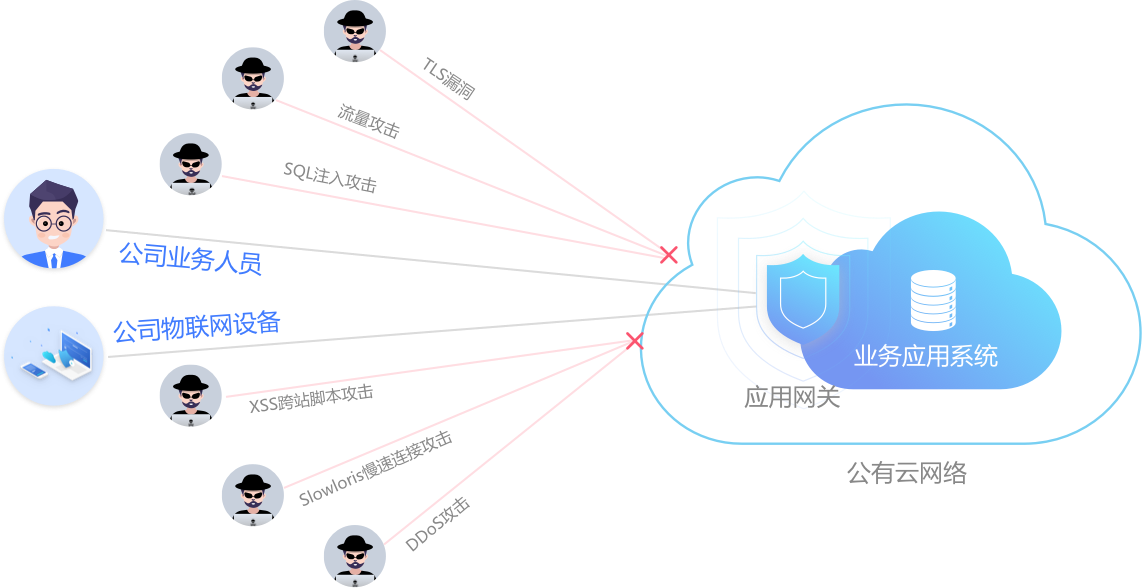 TLS漏洞
流量攻击
SQL注入攻击
公司业务人员
公司物联网设备
XSS跨站脚本攻击
Slowloris慢速连接攻击
DDoS攻击
业务应用系统
应用网关
公有云网络